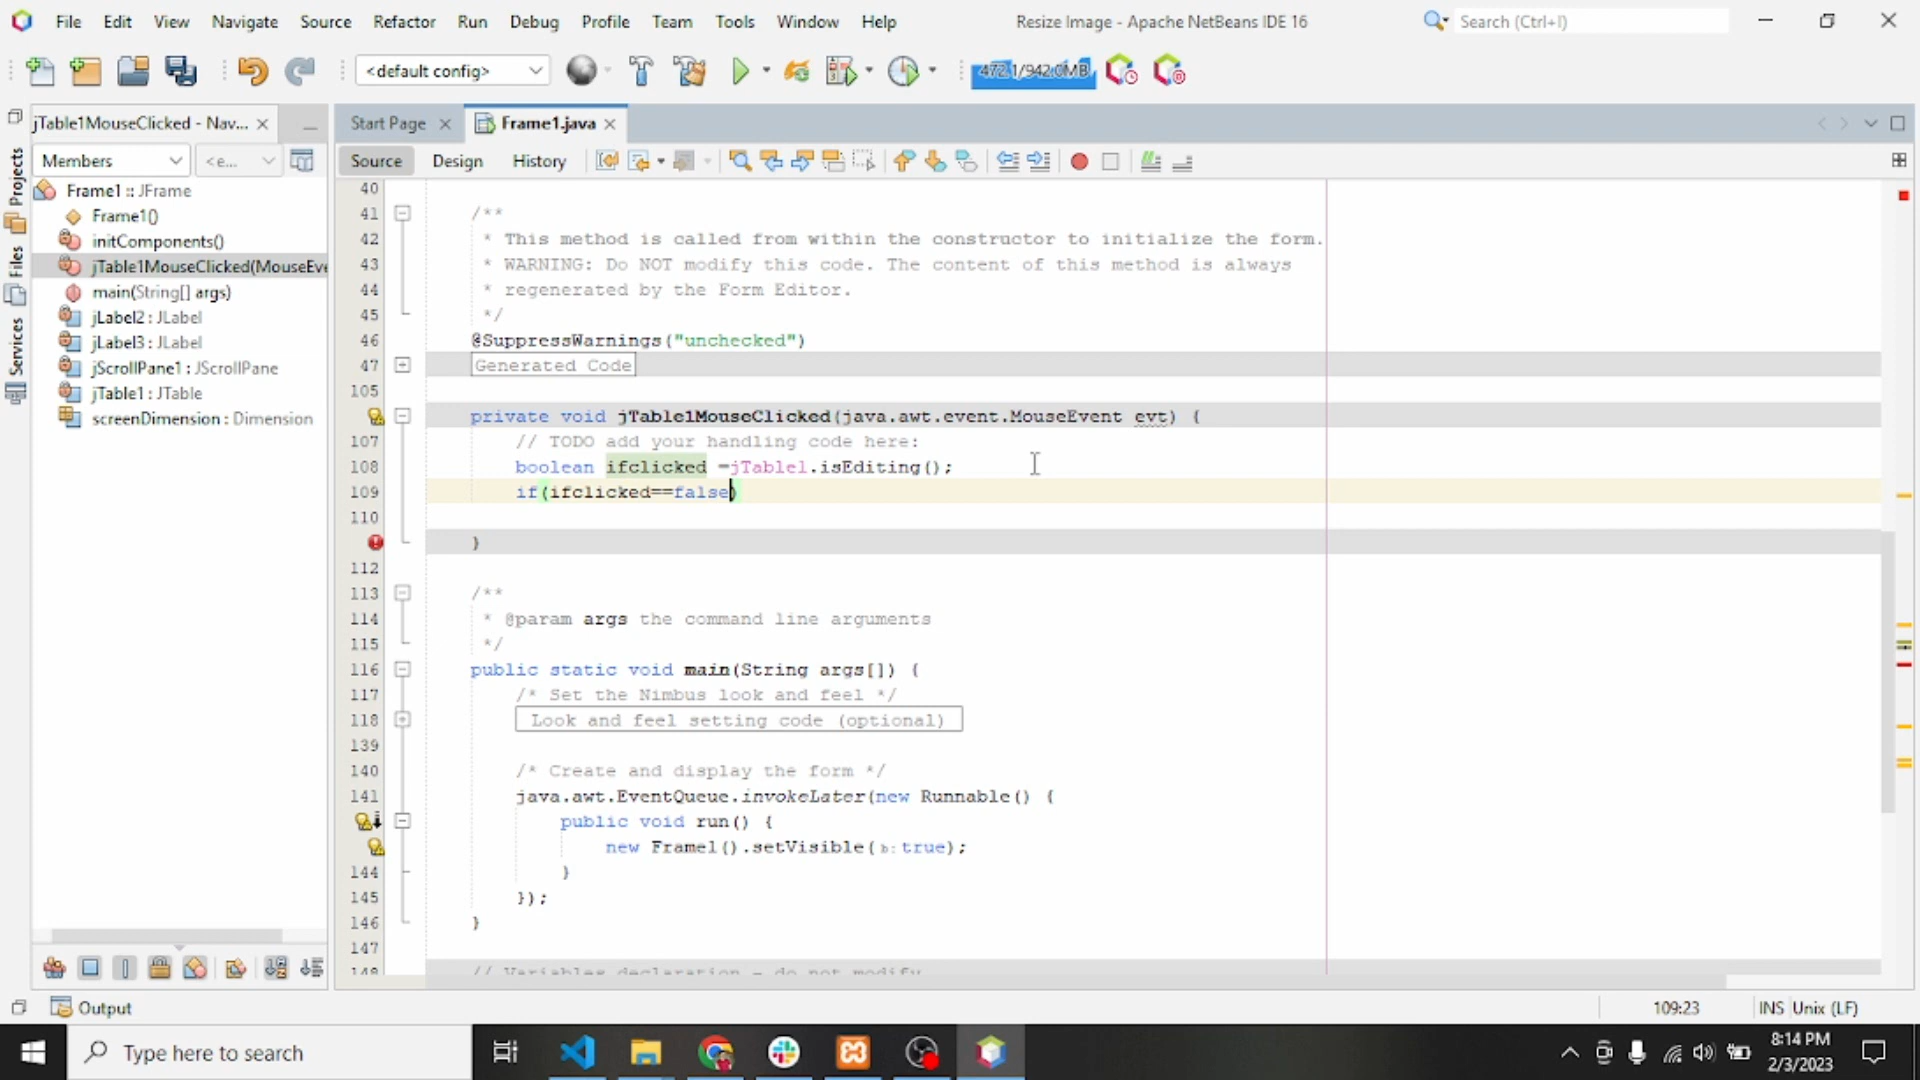 File Edit View Navigate Source Refactor Run Debug Profile Team Tools Window Help Resize Image - Apache NetBeans IDE 16 Search (Ctrl+I)
<default config> 472.1/942.0MB
jTable1MouseClicked - Nav... Start Page Frame1.java
Members <e... Source Design History
Projects
Files
Services
Frame1 :: JFrame
Frame1()
initComponents()
jTable1MouseClicked(MouseEve
main(String[] args)
jLabel2 : JLabel
jLabel3 : JLabel
jScrollPane1 : JScrollPane
jTable1 : JTable
screenDimension : Dimension
40
41 /**
42 * This method is called from within the constructor to initialize the form.
43 * WARNING: Do NOT modify this code. The content of this method is always
44 * regenerated by the Form Editor.
45 */
46 @SuppressWarnings("unchecked")
47 Generated Code
105
private void jTable1MouseClicked(java.awt.event.MouseEvent evt) {
107 // TODO add your handling code here:
108 boolean ifclicked =jTable1.isEditing();
109 if(ifclicked==false)
110
}
112
113 /**
114 * @param args the command line arguments
115 */
116 public static void main(String args[]) {
117 /* Set the Nimbus look and feel */
118 Look and feel setting code (optional)
139
140 /* Create and display the form */
141 java.awt.EventQueue.invokeLater(new Runnable() {
public void run() {
new Frame1().setVisible(b:true);
144 }
145 });
146 }
147
148 // Variables declaration - do not modify
Output 109:23 INS Unix (LF)
Type here to search 8:14 PM
2/3/2023